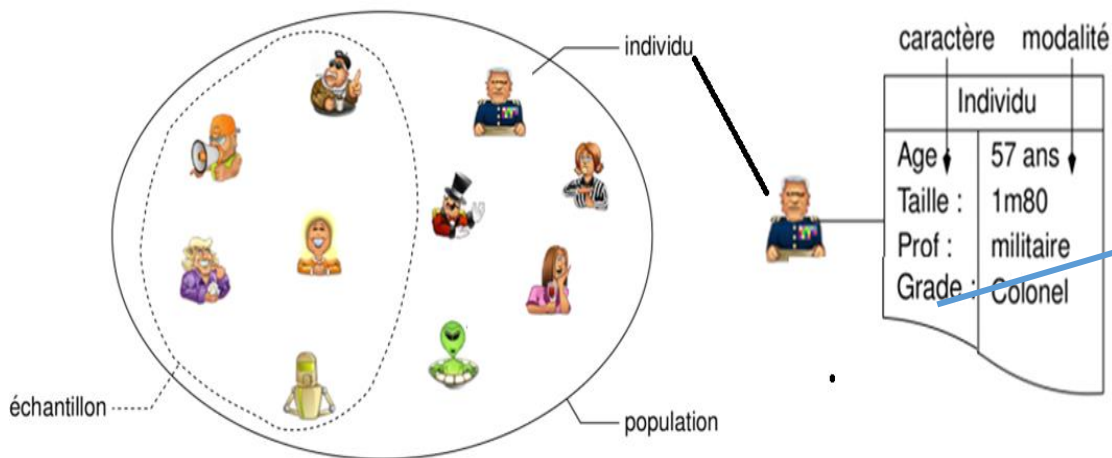 individu
échantillon
population
caractère modalité
Individu
Age : 57 ans
Taille : 1m80
Prof : militaire
Grade : Colonel